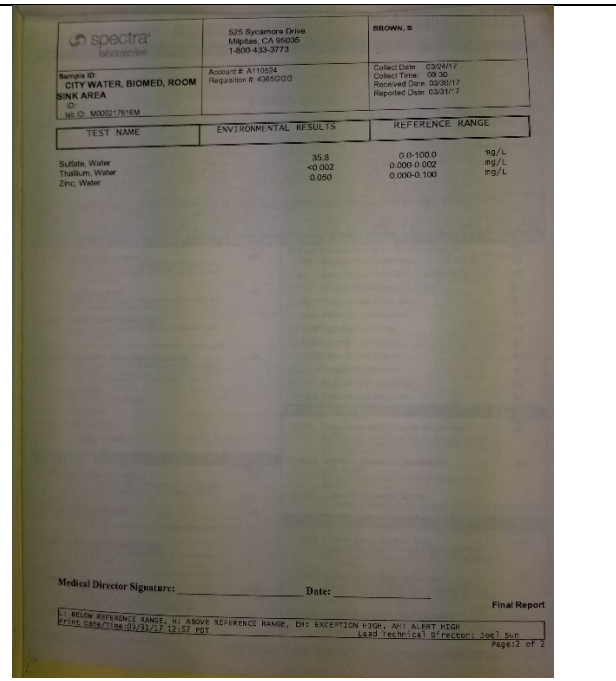 spectra
laboratories
525 Sycamore Drive
Milpitas, CA 95035
1-800-433-3773
BROWN, S
Sample ID:
CITY WATER, BIOMED, ROOM
SINK AREA
ID:
lab ID: M000217616M
Account #: A110524
Requisition #:
Collect Date: 03/24/17
Collect Time: 09:30
Received Date: 03/30/17
Reported Date: 03/31/17
TEST NAME
ENVIRONMENTAL RESULTS
REFERENCE RANGE
Sulfate, Water 35.8 0.0-100.0 mg/L
Thallium, Water <0.002 0.000-0.002 mg/L
Zinc, Water 0.050 0.000-0.100 mg/L
Medical Director Signature: Date:
Final Report
L: BELOW REFERENCE RANGE, H: ABOVE REFERENCE RANGE, EH: EXCEPTION HIGH, AH: ALERT HIGH
Print Date/Time:03/31/17 12:57 PDT Lead Technical Director: Joel Sun
Page:2 of 2